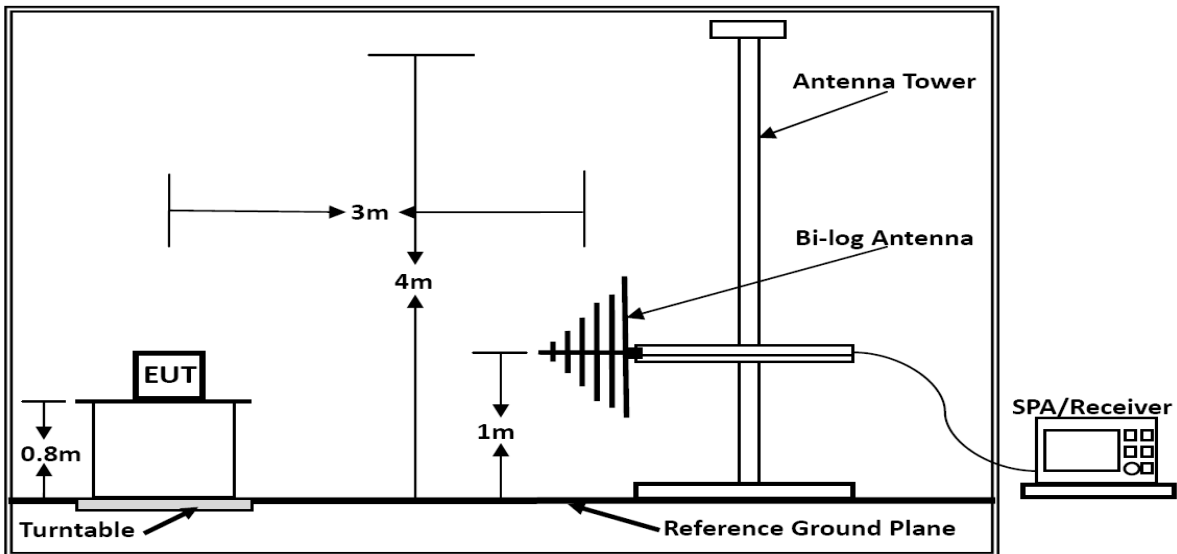 Antenna Tower
3m
Bi-log Antenna
4m
EUT
SPA/Receiver
1m
0.8m
Turntable
Reference Ground Plane